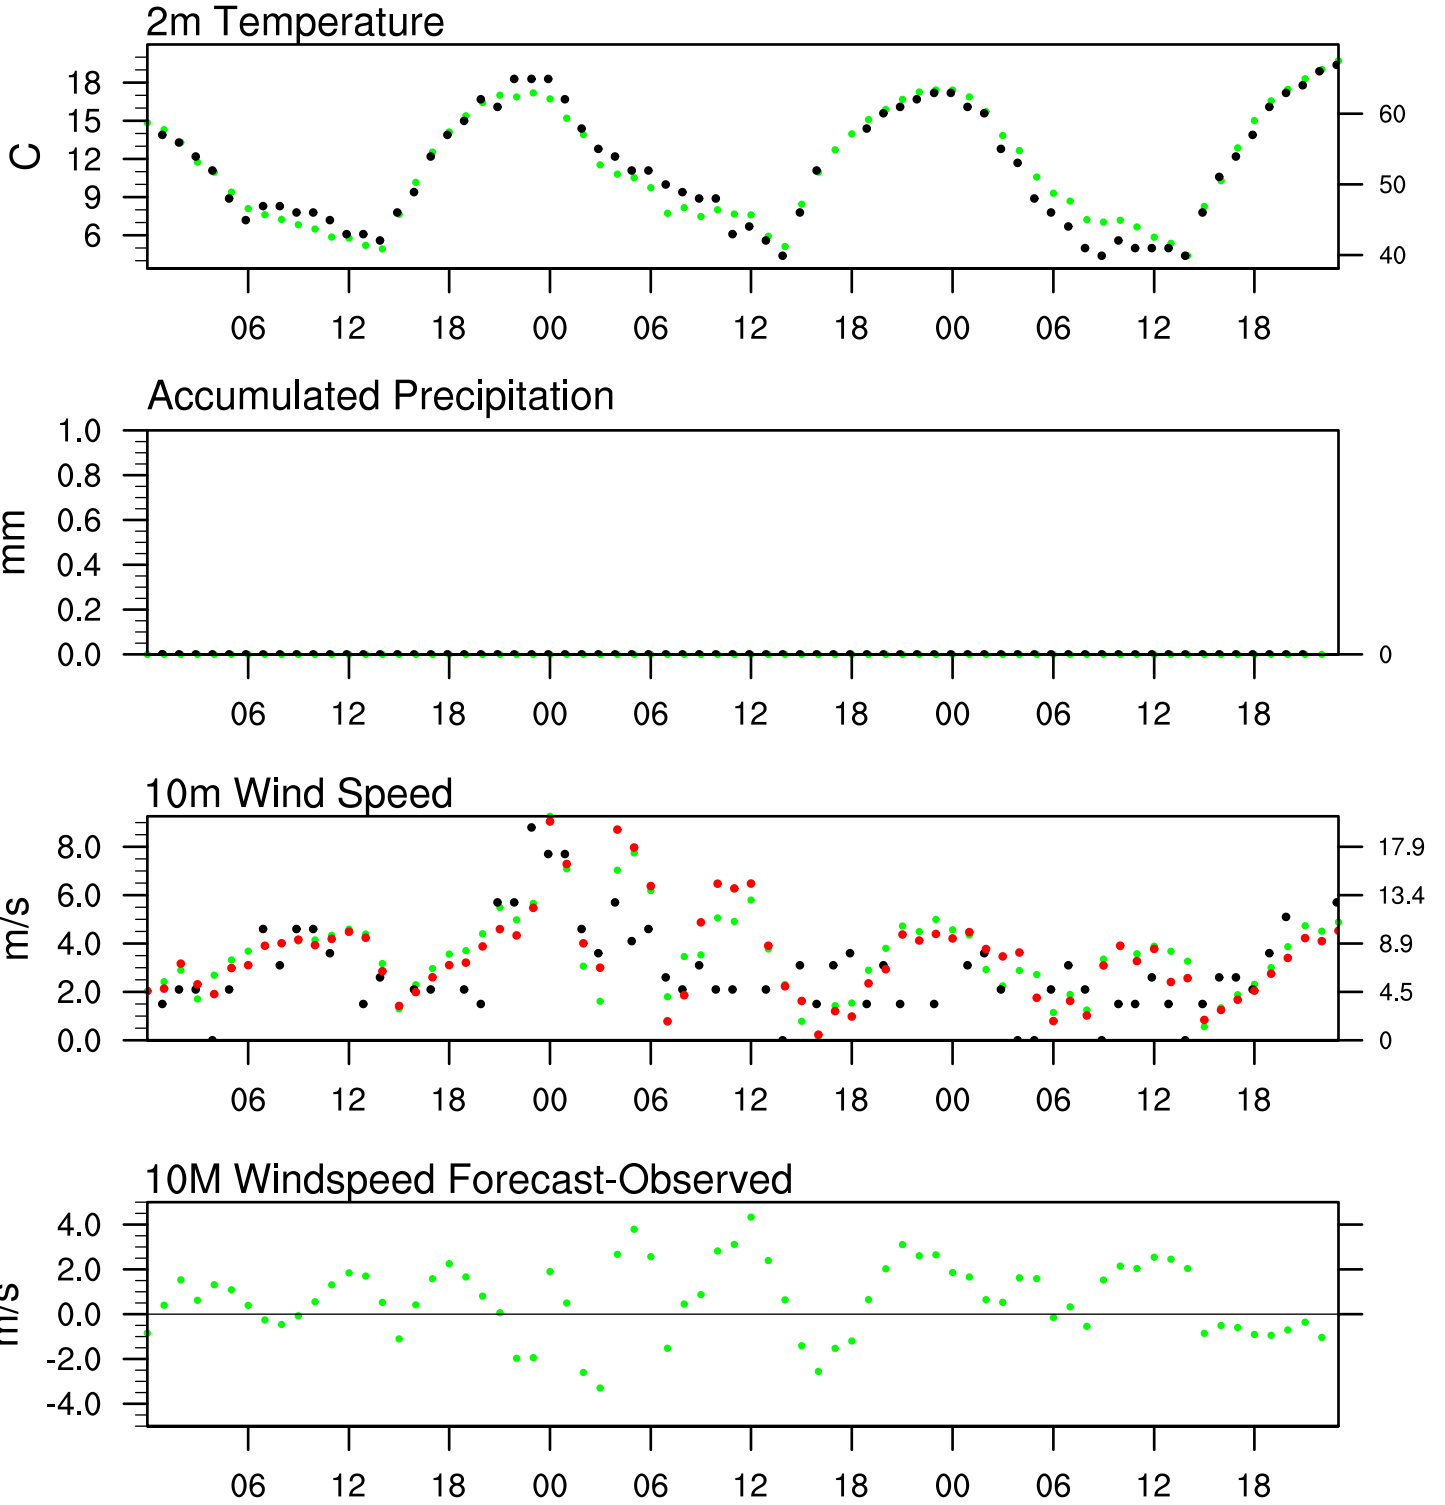 2m Temperature
18
15
12
9
6
C
60
50
40
06 12 18 00 06 12 18 00 06 12 18
Accumulated Precipitation
1.0
0.8
0.6
0.4
0.2
0.0
mm
0
06 12 18 00 06 12 18 00 06 12 18
10m Wind Speed
8.0
6.0
4.0
2.0
0.0
m/s
17.9
13.4
8.9
4.5
0
06 12 18 00 06 12 18 00 06 12 18
10M Windspeed Forecast-Observed
4.0
2.0
0.0
-2.0
-4.0
m/s
06 12 18 00 06 12 18 00 06 12 18